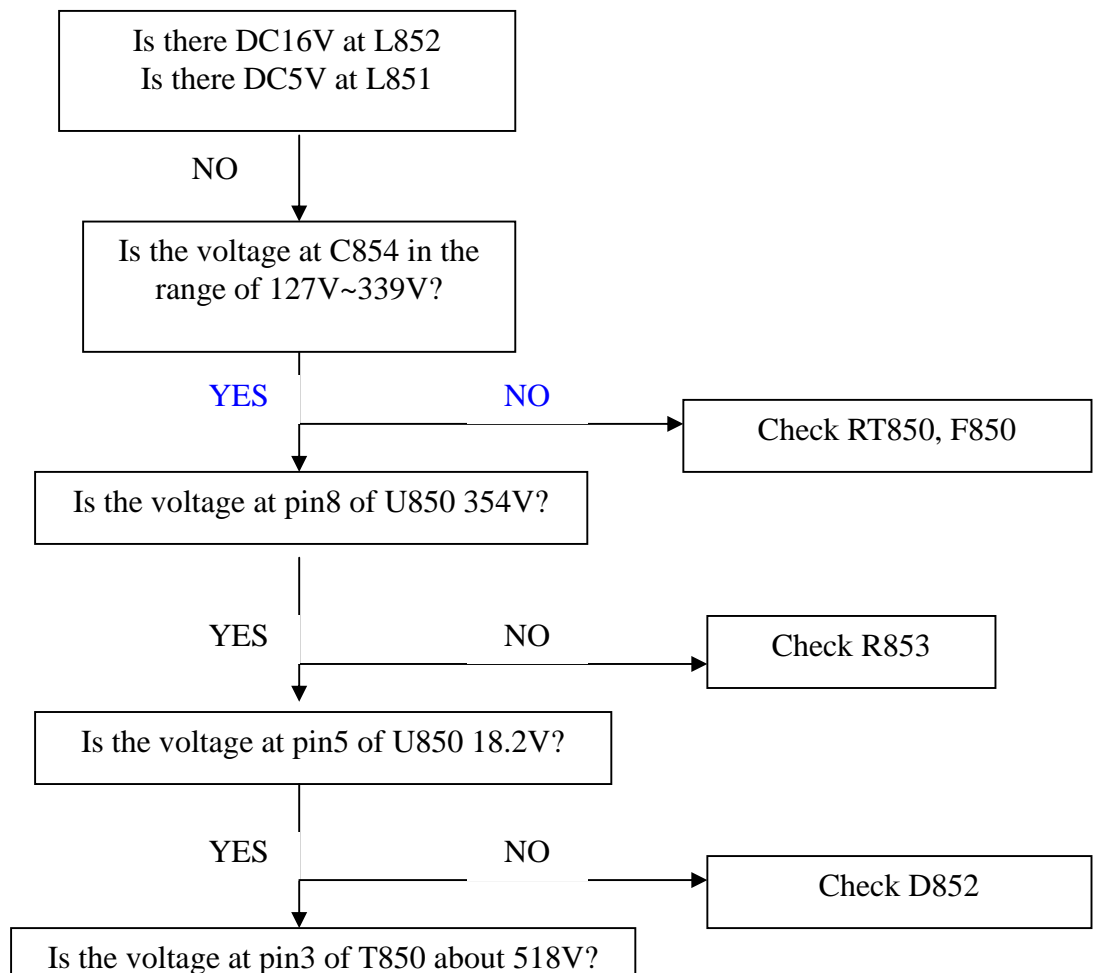 Is there DC16V at L852
Is there DC5V at L851
NO
Is the voltage at C854 in the
range of 127V~339V?
YES
NO
Check RT850, F850
Is the voltage at pin8 of U850 354V?
YES
NO
Check R853
Is the voltage at pin5 of U850 18.2V?
YES
NO
Check D852
Is the voltage at pin3 of T850 about 518V?